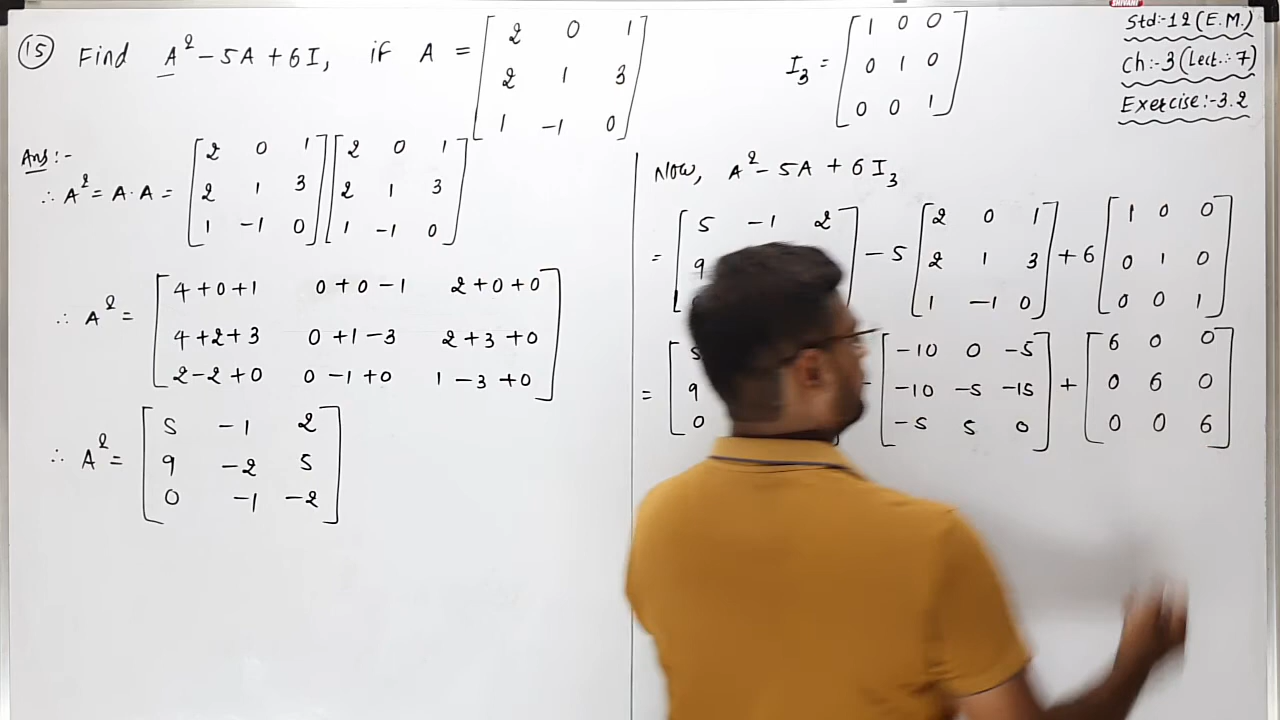 SHIVANI
(15) Find A² - 5A + 6I, if A = [2 0 1
2 1 3
1 -1 0]
I₃ = [1 0 0
0 1 0
0 0 1]
Std:-12 (E.M.)
Ch:-3 (Lect.:-7)
Exercise:-3.2
Ans:-
∴ A² = A·A = [2 0 1 ] [2 0 1
2 1 3 ] [2 1 3
1 -1 0] [1 -1 0]
∴ A² = [4+0+1 0+0-1 2+0+0
4+2+3 0+1-3 2+3+0
2-2+0 0-1+0 1-3+0]
∴ A² = [5 -1 2
9 -2 5
0 -1 -2]
Now, A² - 5A + 6I₃
= [5 -1 2 ] - 5 [2 0 1 ] + 6 [1 0 0
9 2 1 3 0 1 0
1 -1 0 0 0 1]
= [5 [-10 0 -5 ] + [6 0 0
9 -10 -5 -15 0 6 0
0 -5 5 0 0 0 6]